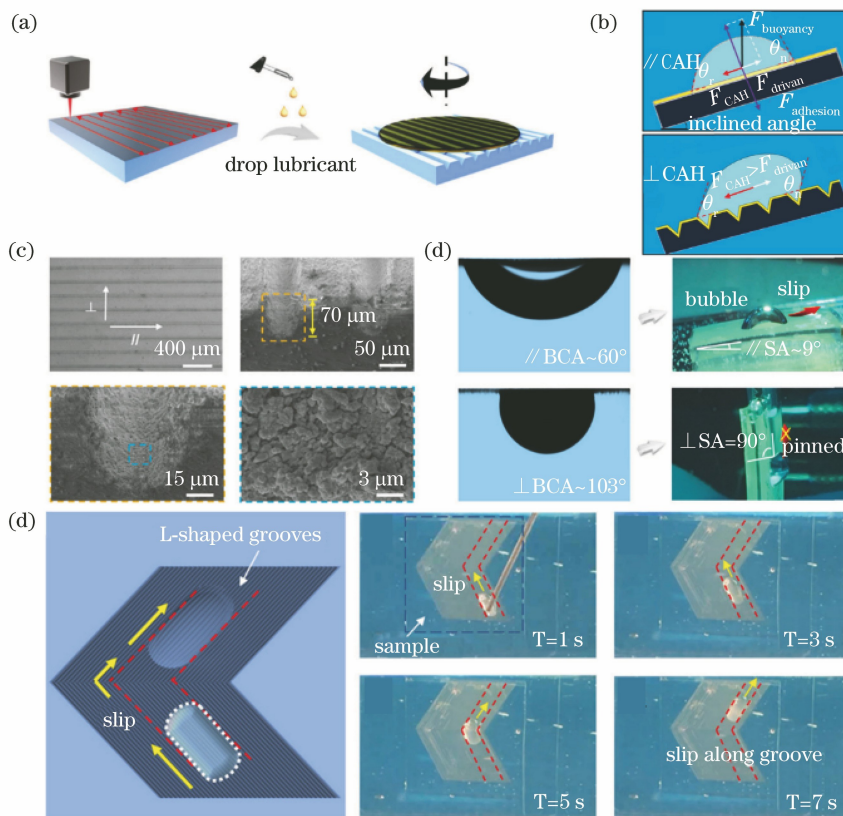 (a)
drop lubricant
(b)
F buoyancy
// CAH
θr
θn
F CAH
F drivan
F adhesion
inclined angle
⊥ CAH
F CAH > F drivan
θr
θn
(c)
⊥
//
400 μm
70 μm
50 μm
15 μm
3 μm
(d)
// BCA~60°
bubble
slip
// SA~9°
⊥BCA~103°
⊥SA=90°
X
pinned
(d)
L-shaped grooves
slip
slip
sample
T=1 s
T=3 s
T=5 s
slip along groove
T=7 s